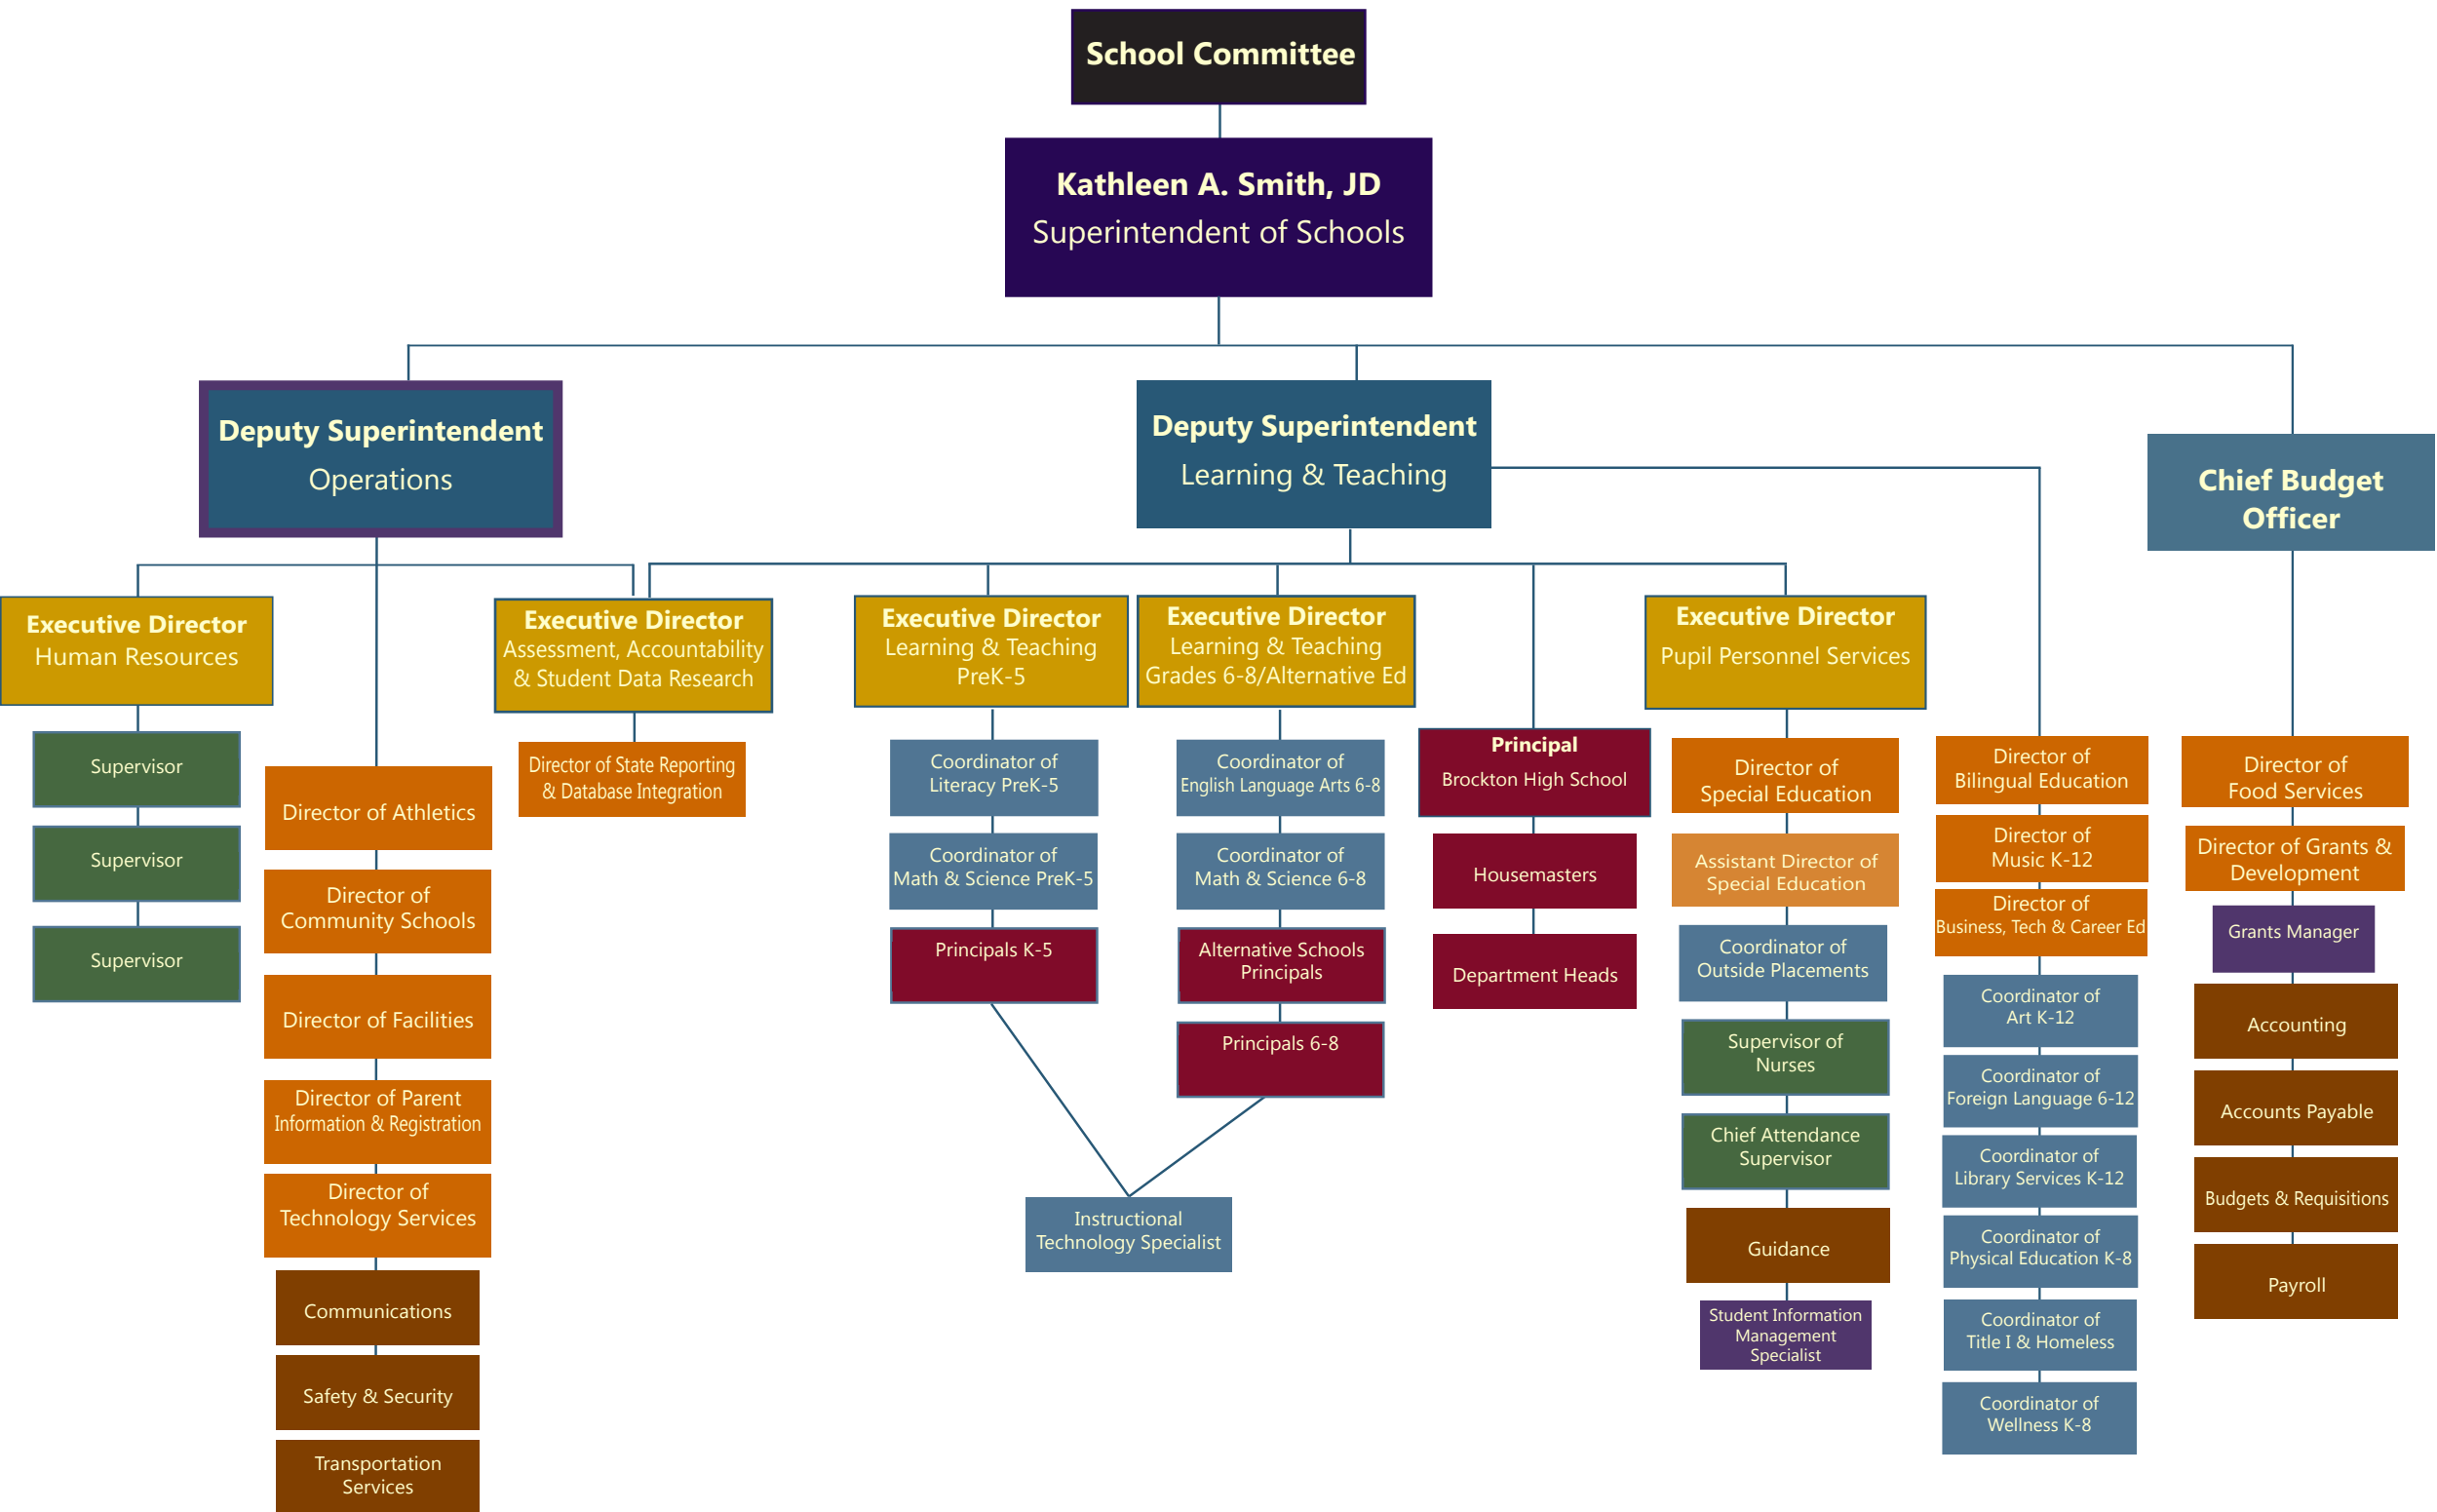 School Committee
Kathleen A. Smith, JD
Superintendent of Schools
Deputy Superintendent
Operations
Deputy Superintendent
Learning & Teaching
Chief Budget
Officer
Executive Director
Human Resources
Executive Director
Assessment, Accountability
& Student Data Research
Executive Director
Learning & Teaching
PreK-5
Executive Director
Learning & Teaching
Grades 6-8/Alternative Ed
Executive Director
Pupil Personnel Services
Supervisor
Supervisor
Supervisor
Director of Athletics
Director of
Community Schools
Director of Facilities
Director of Parent
Information & Registration
Director of
Technology Services
Communications
Safety & Security
Transportation
Services
Director of State Reporting
& Database Integration
Coordinator of
Literacy PreK-5
Coordinator of
Math & Science PreK-5
Principals K-5
Coordinator of
English Language Arts 6-8
Coordinator of
Math & Science 6-8
Alternative Schools
Principals
Principals 6-8
Instructional
Technology Specialist
Principal
Brockton High School
Housemasters
Department Heads
Director of
Special Education
Assistant Director of
Special Education
Coordinator of
Outside Placements
Supervisor of
Nurses
Chief Attendance
Supervisor
Guidance
Student Information
Management
Specialist
Director of
Bilingual Education
Director of
Music K-12
Director of
Business, Tech & Career Ed
Coordinator of
Art K-12
Coordinator of
Foreign Language 6-12
Coordinator of
Library Services K-12
Coordinator of
Physical Education K-8
Coordinator of
Title I & Homeless
Coordinator of
Wellness K-8
Director of
Food Services
Director of Grants &
Development
Grants Manager
Accounting
Accounts Payable
Budgets & Requisitions
Payroll